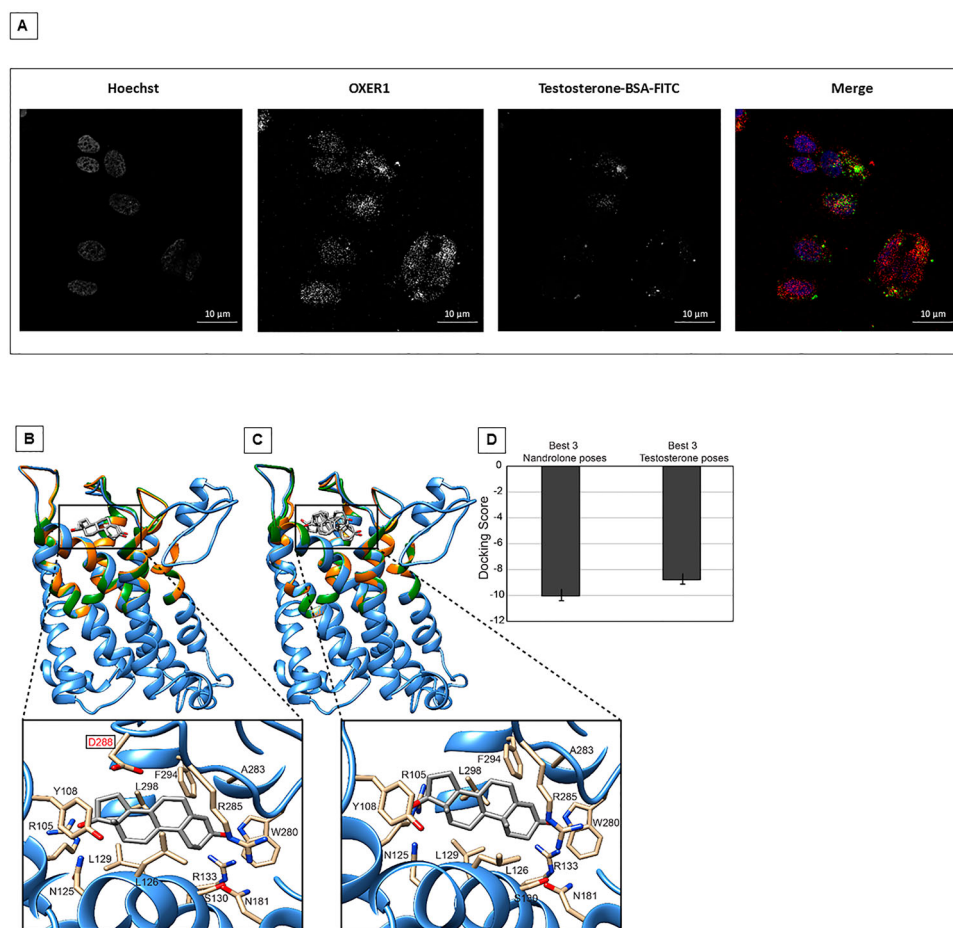 A
Hoechst
OXER1
Testosterone-BSA-FITC
Merge
10 µm
10 µm
10 µm
10 µm
B
C
D
Best 3
Nandrolone poses
Best 3
Testosterone poses
Docking Score
0
-2
-4
-6
-8
-10
-12
D288
F294
A283
L298
Y108
R285
R105
W280
L129
N125
L126
R133
S130
N181
F294
A283
R105
L298
Y108
R285
W280
N125
L129
L126
R133
S130
N181